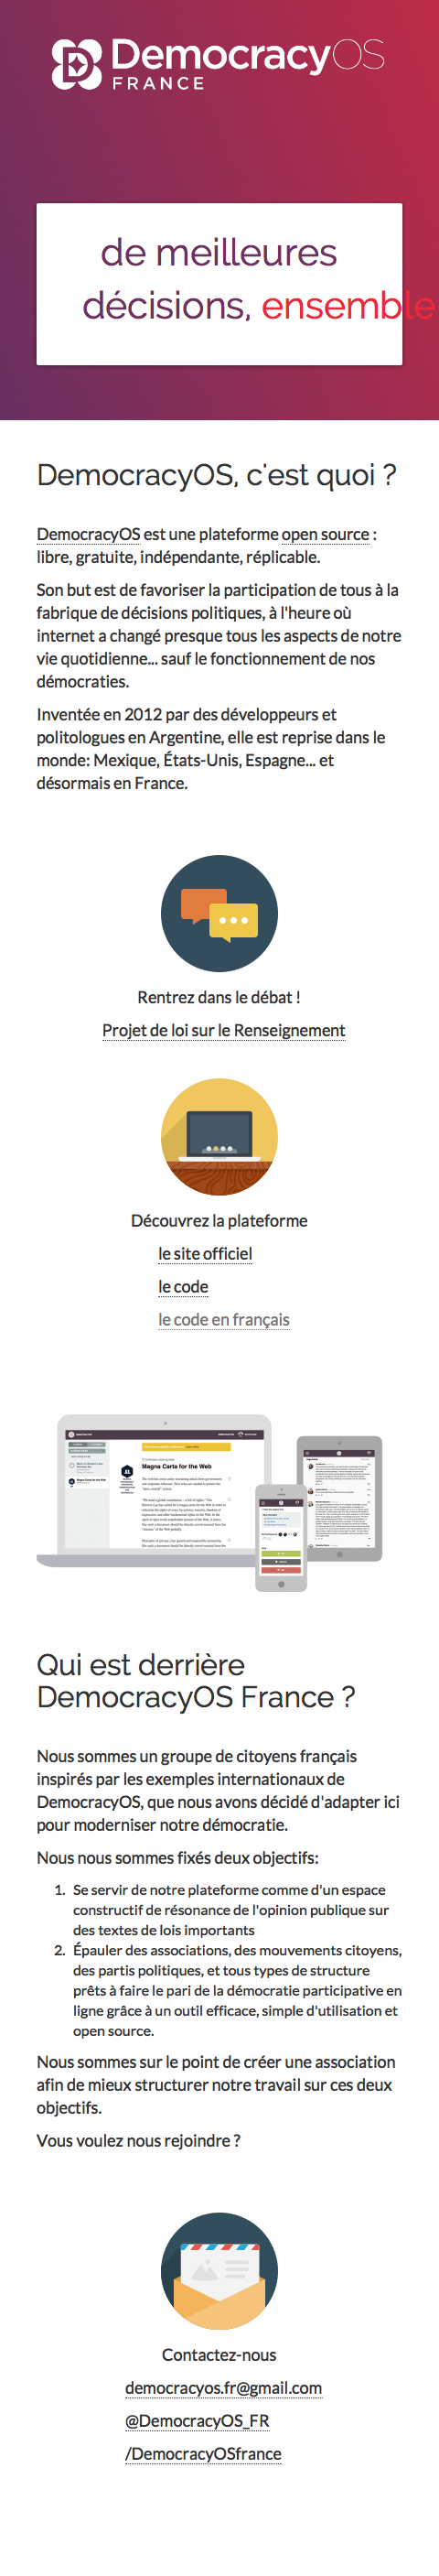 DemocracyOS
FRANCE
de meilleures
décisions, ensemble
DemocracyOS, c'est quoi ?
DemocracyOS est une plateforme open source :
libre, gratuite, indépendante, réplicable.
Son but est de favoriser la participation de tous à la
fabrique de décisions politiques, à l'heure où
internet a changé presque tous les aspects de notre
vie quotidienne... sauf le fonctionnement de nos
démocraties.
Inventée en 2012 par des développeurs et
politologues en Argentine, elle est reprise dans le
monde: Mexique, États-Unis, Espagne... et
désormais en France.
Rentrez dans le débat !
Projet de loi sur le Renseignement
Découvrez la plateforme
le site officiel
le code
le code en français
Magna Carta for the Web
Qui est derrière
DemocracyOS France ?
Nous sommes un groupe de citoyens français
inspirés par les exemples internationaux de
DemocracyOS, que nous avons décidé d'adapter ici
pour moderniser notre démocratie.
Nous nous sommes fixés deux objectifs:
1. Se servir de notre plateforme comme d'un espace
constructif de résonance de l'opinion publique sur
des textes de lois importants
2. Épauler des associations, des mouvements citoyens,
des partis politiques, et tous types de structure
prêts à faire le pari de la démocratie participative en
ligne grâce à un outil efficace, simple d'utilisation et
open source.
Nous sommes sur le point de créer une association
afin de mieux structurer notre travail sur ces deux
objectifs.
Vous voulez nous rejoindre ?
Contactez-nous
democracyos.fr@gmail.com
@DemocracyOS_FR
/DemocracyOSfrance